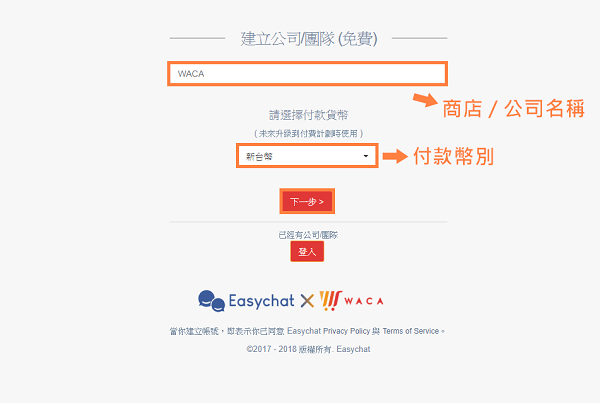 建立公司/團隊 (免費)
WACA
商店 / 公司名稱
請選擇付款貨幣
( 未來升級到付費計劃時使用 )
新台幣
付款幣別
下一步 >
已經有公司/團隊
登入
Easychat X WACA
當你建立帳號，即表示你已同意 Easychat Privacy Policy 與 Terms of Service。
©2017 - 2018 版權所有. Easychat